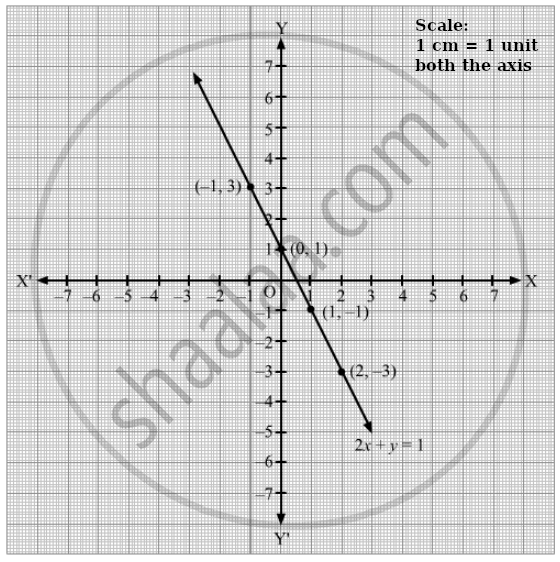 Scale:
1 cm = 1 unit
both the axis
Y
7
6
5
4
(–1, 3) 3
2
1 (0, 1)
X' –7 –6 –5 –4 –3 –2 –1 O 1 2 3 4 5 6 7 X
–1 (1, –1)
–2
–3 (2, –3)
–4
–5
2x + y = 1
–6
–7
Y'
shaalaa.com